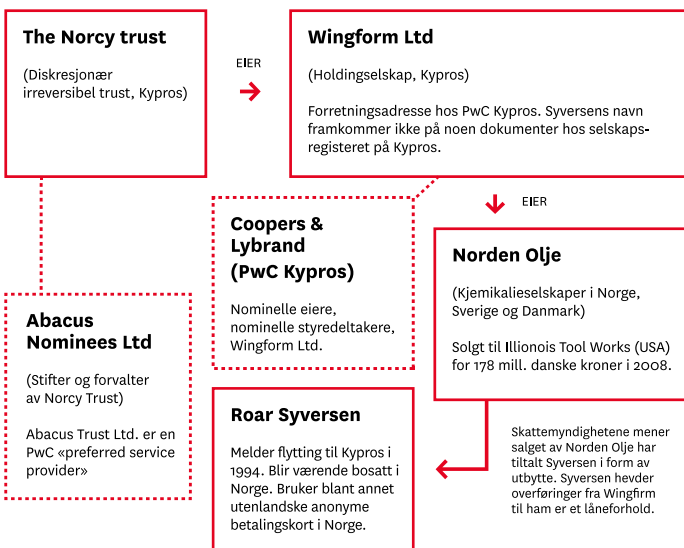 The Norcy trust
(Diskresjonær
irreversibel trust, Kypros)
EIER
Wingform Ltd
(Holdingselskap, Kypros)
Forretningsadresse hos PwC Kypros. Syversens navn
framkommer ikke på noen dokumenter hos selskaps-
registeret på Kypros.
EIER
Coopers &
Lybrand
(PwC Kypros)
Nominelle eiere,
nominelle styredeltakere,
Wingform Ltd.
Norden Olje
(Kjemikalieselskaper i Norge,
Sverige og Danmark)
Solgt til Illionois Tool Works (USA)
for 178 mill. danske kroner i 2008.
Abacus
Nominees Ltd
(Stifter og forvalter
av Norcy Trust)
Abacus Trust Ltd. er en
PwC «preferred service
provider»
Roar Syversen
Melder flytting til Kypros i
1994. Blir værende bosatt i
Norge. Bruker blant annet
utenlandske anonyme
betalingskort i Norge.
Skattemyndighetene mener
salget av Norden Olje har
tiltalt Syversen i form av
utbytte. Syversen hevder
overføringer fra Wingfirm
til ham er et låneforhold.